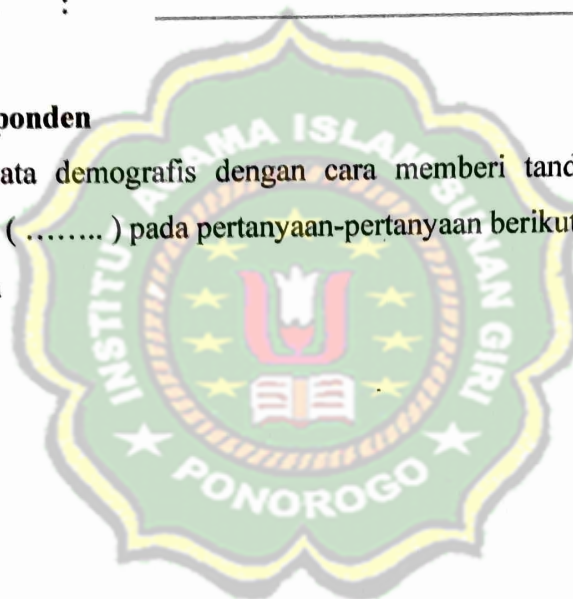 :
ponden
ata demografis dengan cara memberi tand
( ........ ) pada pertanyaan-pertanyaan berikut
INSTITUT AGAMA ISLAM SUNAN GIRI
PONOROGO